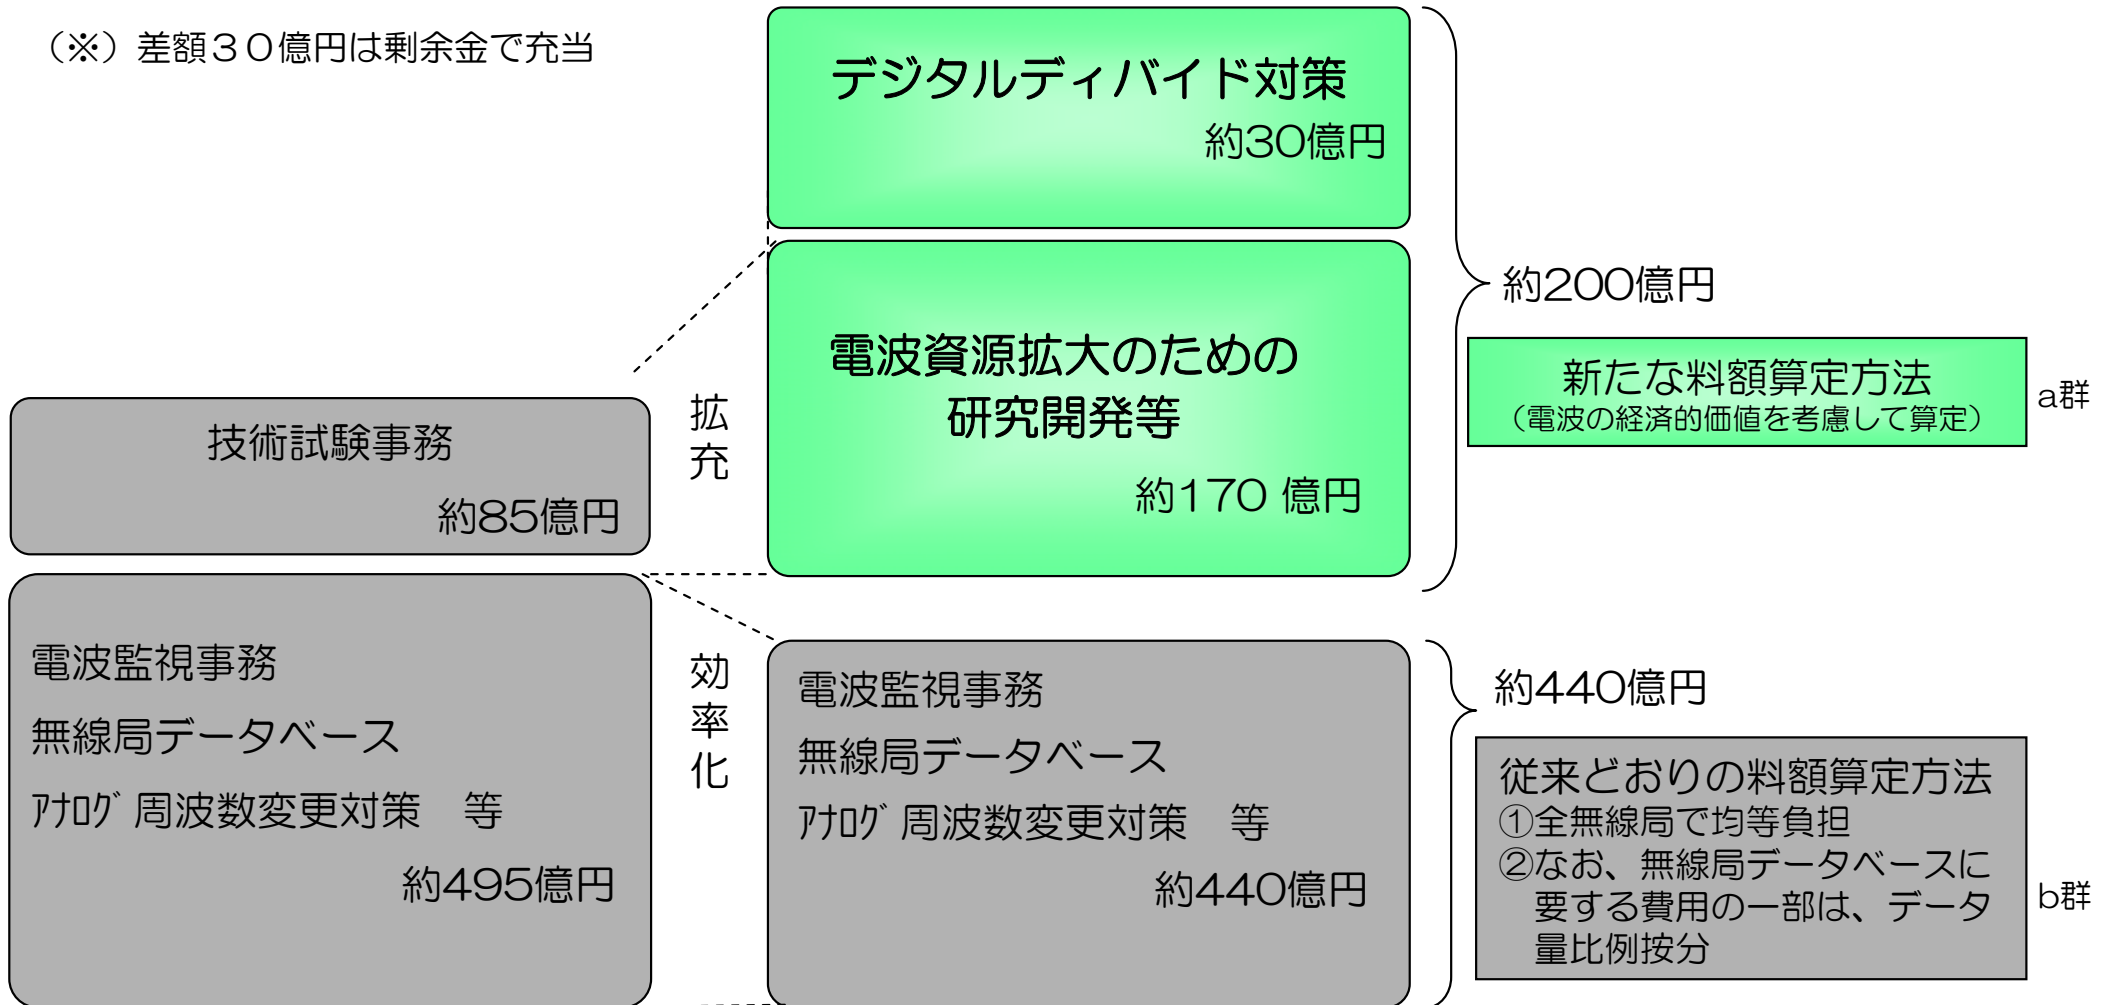 （※）差額３０億円は剰余金で充当
デジタルディバイド対策
約30億円
電波資源拡大のための
研究開発等
約170 億円
約200億円
新たな料額算定方法
（電波の経済的価値を考慮して算定）
a群
技術試験事務
約85億円
拡充
電波監視事務
無線局データベース
ｱﾅﾛｸﾞ周波数変更対策　等
約495億円
効率化
電波監視事務
無線局データベース
ｱﾅﾛｸﾞ周波数変更対策　等
約440億円
約440億円
従来どおりの料額算定方法
①全無線局で均等負担
②なお、無線局データベースに
要する費用の一部は、データ
量比例按分
b群